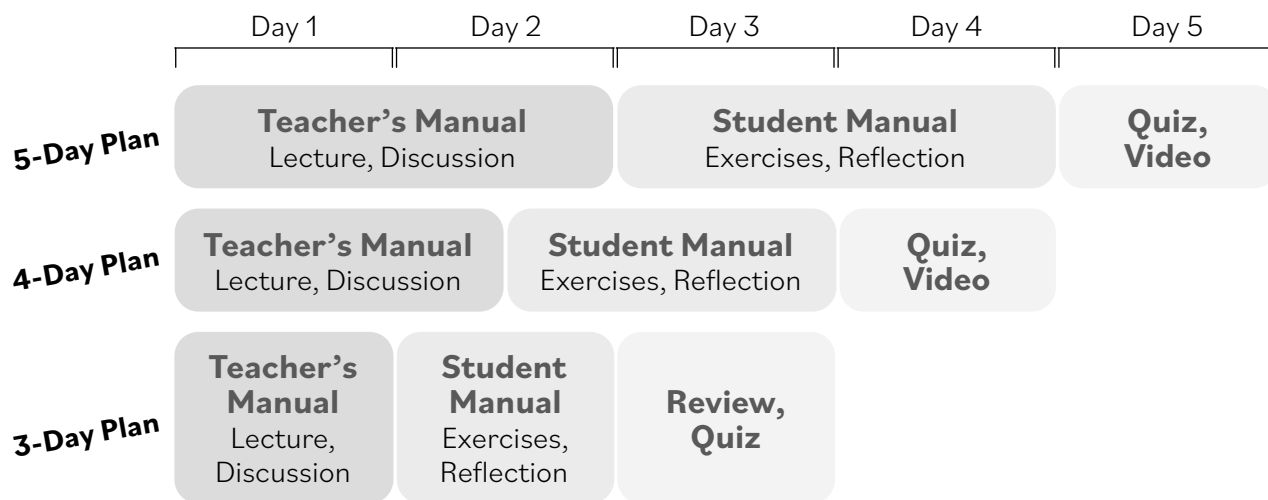 Day 1 Day 2 Day 3 Day 4 Day 5
5-Day Plan
Teacher’s Manual
Lecture, Discussion
Student Manual
Exercises, Reflection
Quiz,
Video
4-Day Plan
Teacher’s Manual
Lecture, Discussion
Student Manual
Exercises, Reflection
Quiz,
Video
3-Day Plan
Teacher’s
Manual
Lecture,
Discussion
Student
Manual
Exercises,
Reflection
Review,
Quiz